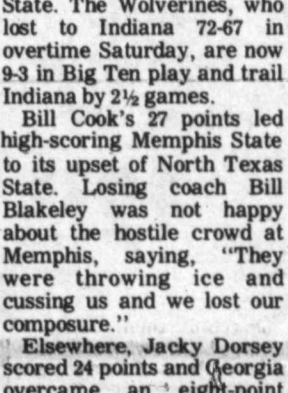 State. The Wolverines, who
lost to Indiana 72-67 in
overtime Saturday, are now
9-3 in Big Ten play and trail
Indiana by 2½ games.
Bill Cook's 27 points led
high-scoring Memphis State
to its upset of North Texas
State. Losing coach Bill
Blakeley was not happy
about the hostile crowd at
Memphis, saying, "They
were throwing ice and
cussing us and we lost our
composure."
Elsewhere, Jacky Dorsey
scored 24 points and Georgia
overcame an eight-point